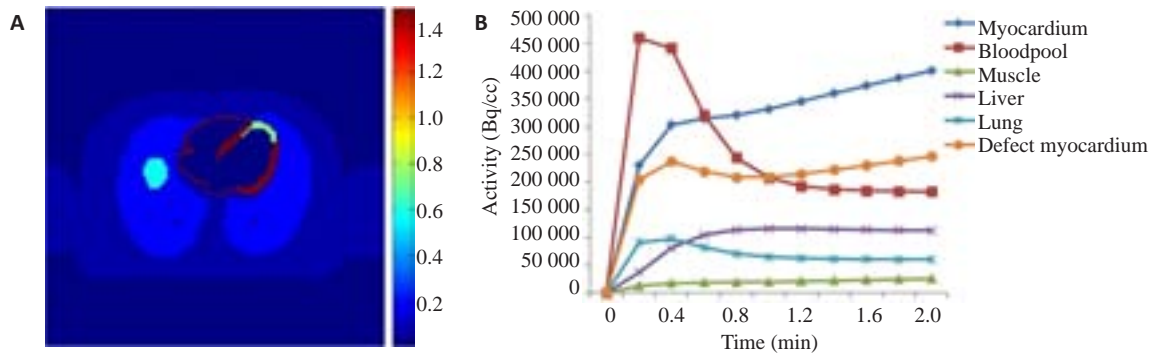 A
1.4
1.2
1.0
0.8
0.6
0.4
0.2
B
Activity (Bq/cc)
500 000
450 000
400 000
350 000
300 000
250 000
200 000
150 000
100 000
50 000
0
0 0.4 0.8 1.2 1.6 2.0
Time (min)
Myocardium
Bloodpool
Muscle
Liver
Lung
Defect myocardium